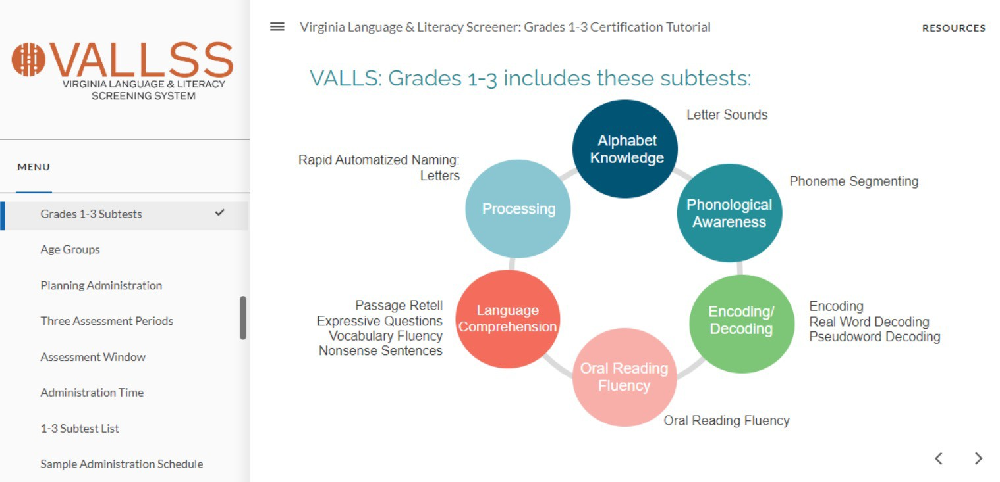 VALLSS
VIRGINIA LANGUAGE & LITERACY
SCREENING SYSTEM
MENU
Grades 1-3 Subtests
Age Groups
Planning Administration
Three Assessment Periods
Assessment Window
Administration Time
1-3 Subtest List
Sample Administration Schedule
Virginia Language & Literacy Screener: Grades 1-3 Certification Tutorial
RESOURCES
VALLS: Grades 1-3 includes these subtests:
Alphabet
Knowledge
Letter Sounds
Phonological
Awareness
Phoneme Segmenting
Encoding/
Decoding
Encoding
Real Word Decoding
Pseudoword Decoding
Oral Reading
Fluency
Oral Reading Fluency
Language
Comprehension
Passage Retell
Expressive Questions
Vocabulary Fluency
Nonsense Sentences
Processing
Rapid Automatized Naming:
Letters